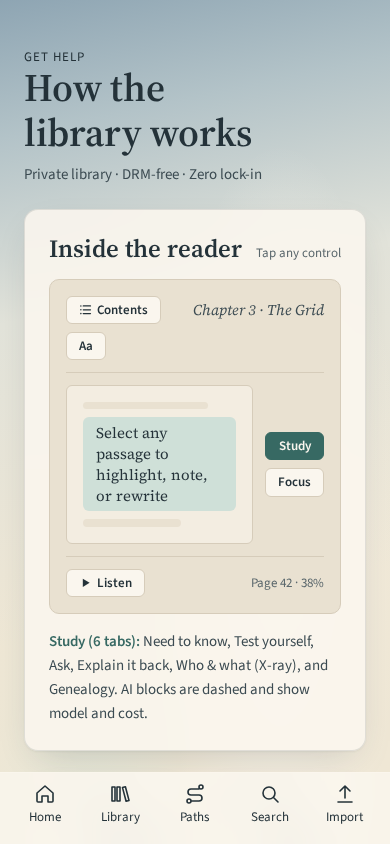 GET HELP
How the
library works
Private library · DRM-free · Zero lock-in
Inside the reader
Tap any control
Contents
Chapter 3 · The Grid
Aa
Select any
passage to
highlight, note,
or rewrite
Study
Focus
Listen
Page 42 · 38%
Study (6 tabs): Need to know, Test yourself,
Ask, Explain it back, Who & what (X-ray), and
Genealogy. AI blocks are dashed and show
model and cost.
Home
Library
Paths
Search
Import